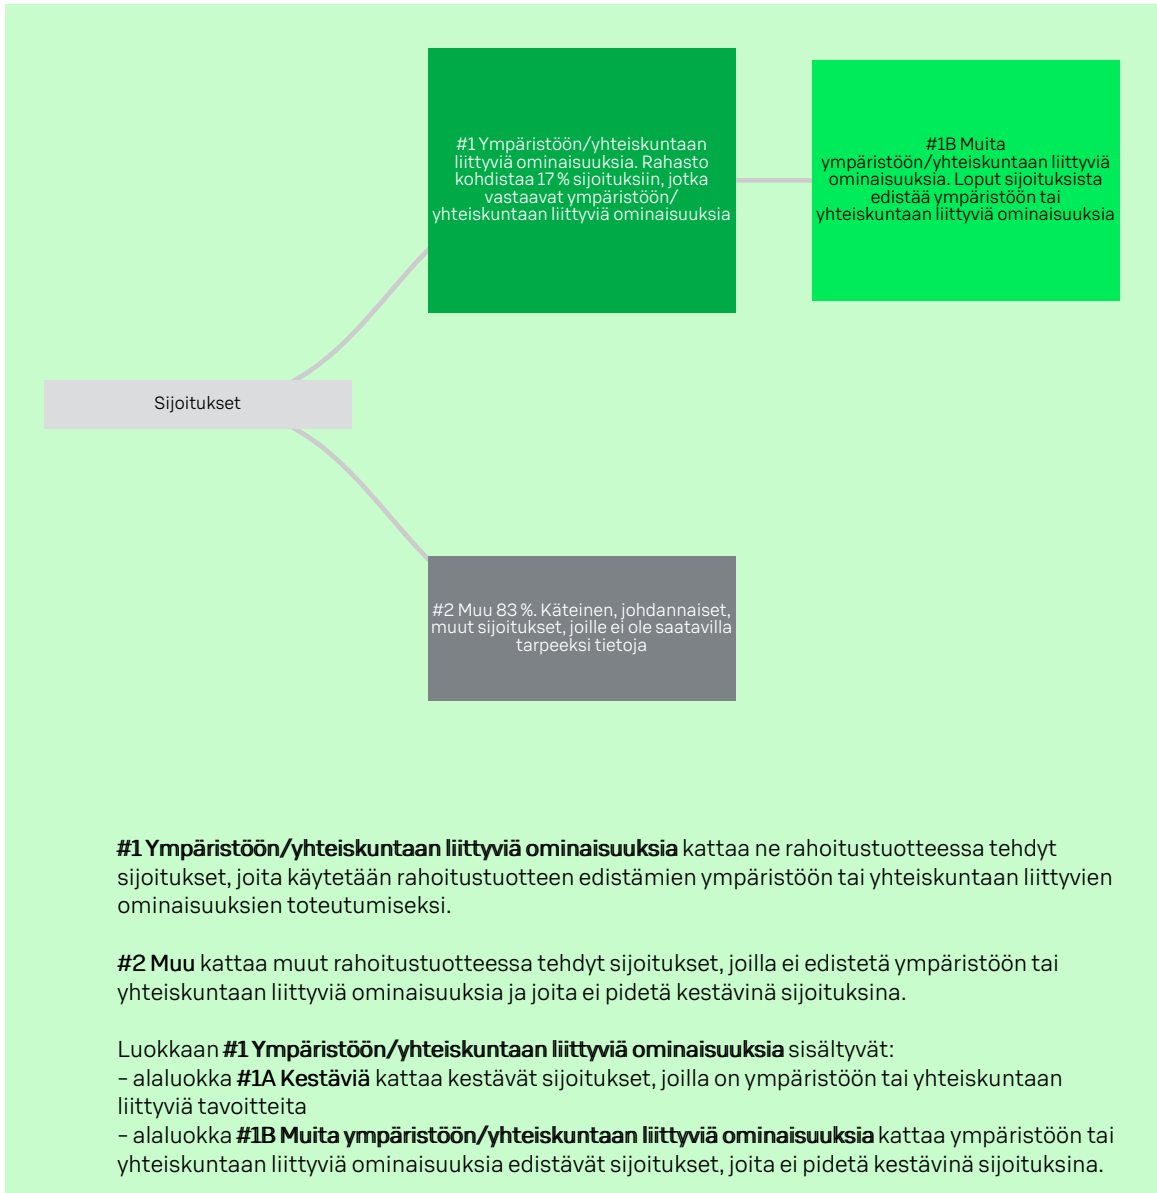 #1 Ympäristöön/yhteiskuntaan
liittyviä ominaisuuksia. Rahasto
kohdistaa 17 % sijoituksiin, jotka
vastaavat ympäristöön/
yhteiskuntaan liittyviä ominaisuuksia
#1B Muita
ympäristöön/yhteiskuntaan liittyviä
ominaisuuksia. Loput sijoituksista
edistää ympäristöön tai
yhteiskuntaan liittyviä ominaisuuksia
Sijoitukset
#2 Muu 83 %. Käteinen, johdannaiset,
muut sijoitukset, joille ei ole saatavilla
tarpeeksi tietoja
#1 Ympäristöön/yhteiskuntaan liittyviä ominaisuuksia kattaa ne rahoitustuotteessa tehdyt
sijoitukset, joita käytetään rahoitustuotteen edistämien ympäristöön tai yhteiskuntaan liittyvien
ominaisuuksien toteutumiseksi.
#2 Muu kattaa muut rahoitustuotteessa tehdyt sijoitukset, joilla ei edistetä ympäristöön tai
yhteiskuntaan liittyviä ominaisuuksia ja joita ei pidetä kestävinä sijoituksina.
Luokkaan #1 Ympäristöön/yhteiskuntaan liittyviä ominaisuuksia sisältyvät:
- alaluokka #1A Kestäviä kattaa kestävät sijoitukset, joilla on ympäristöön tai yhteiskuntaan
liittyviä tavoitteita
- alaluokka #1B Muita ympäristöön/yhteiskuntaan liittyviä ominaisuuksia kattaa ympäristöön tai
yhteiskuntaan liittyviä ominaisuuksia edistävät sijoitukset, joita ei pidetä kestävinä sijoituksina.